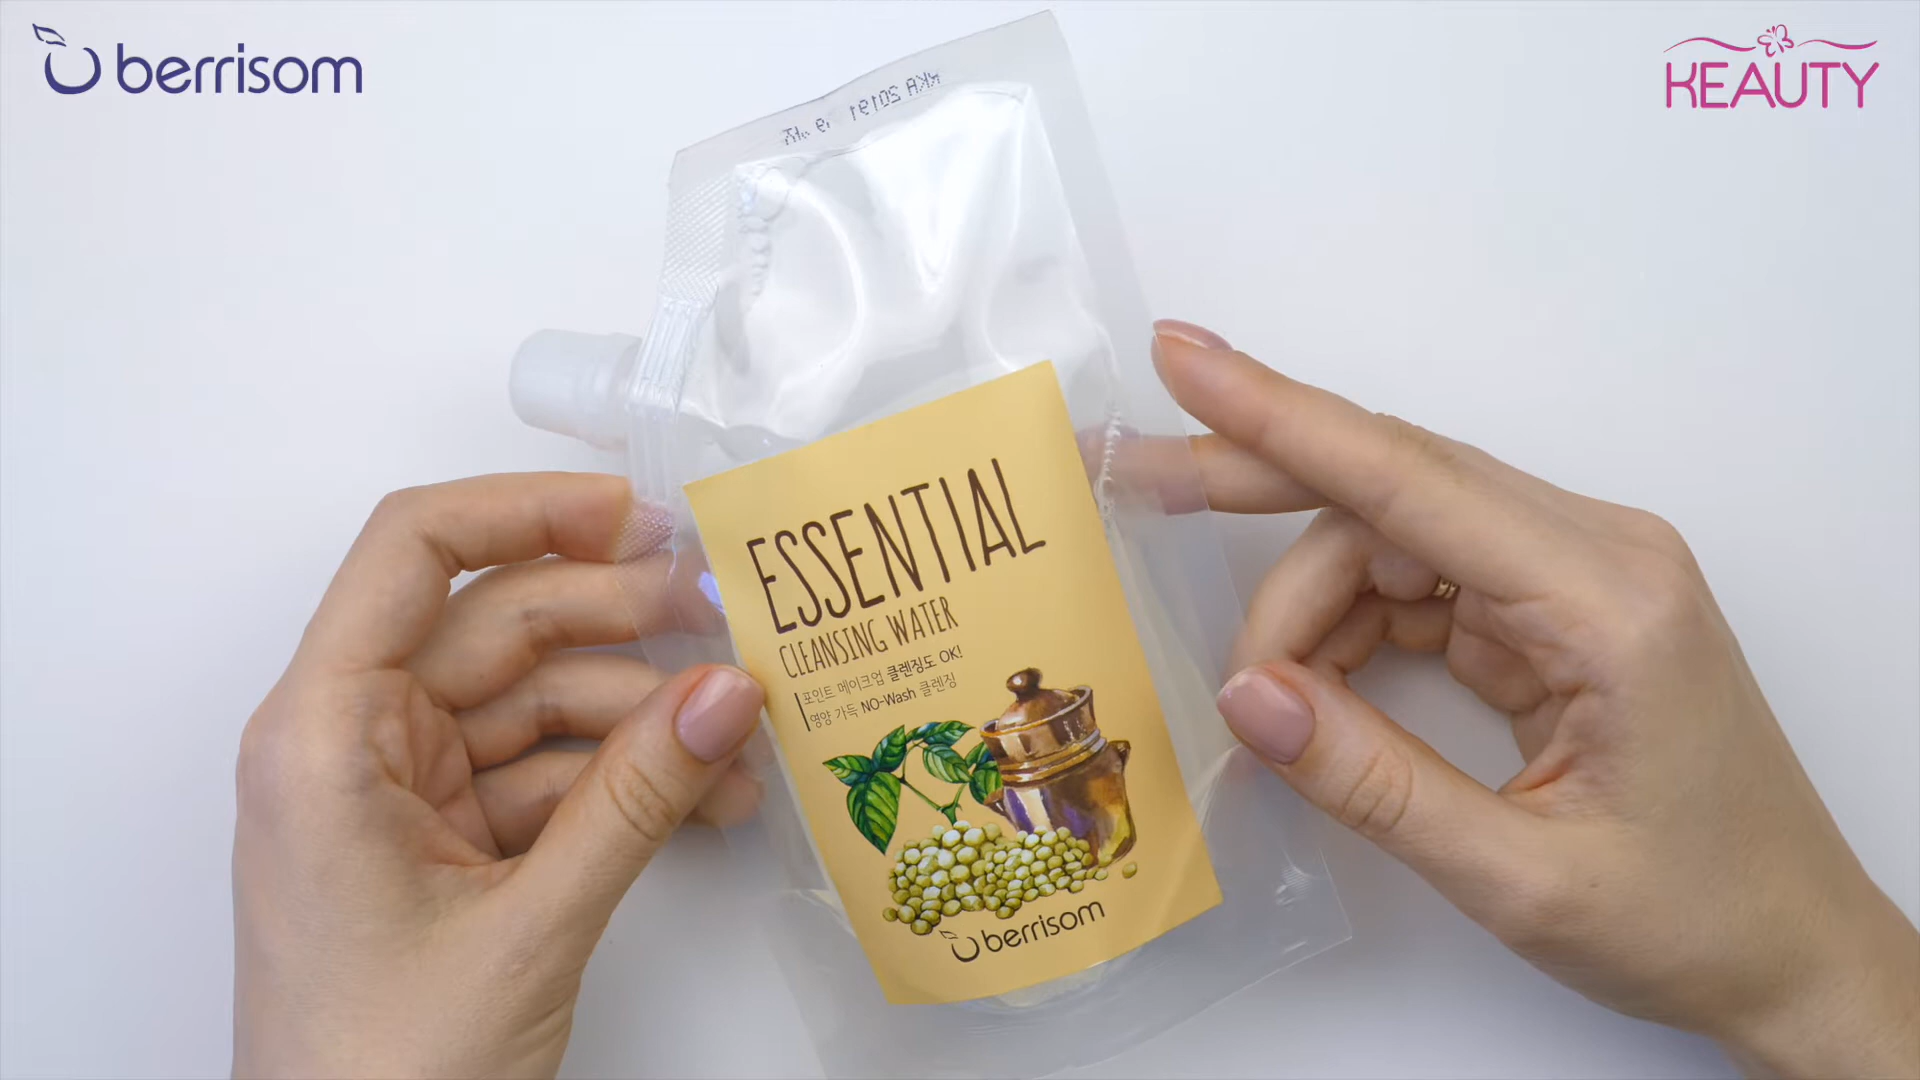 berrisom
KEAUTY
ESSENTIAL
CLEANSING WATER
포인트 메이크업 클렌징도 OK!
영양 가득 NO-Wash 클렌징
berrisom